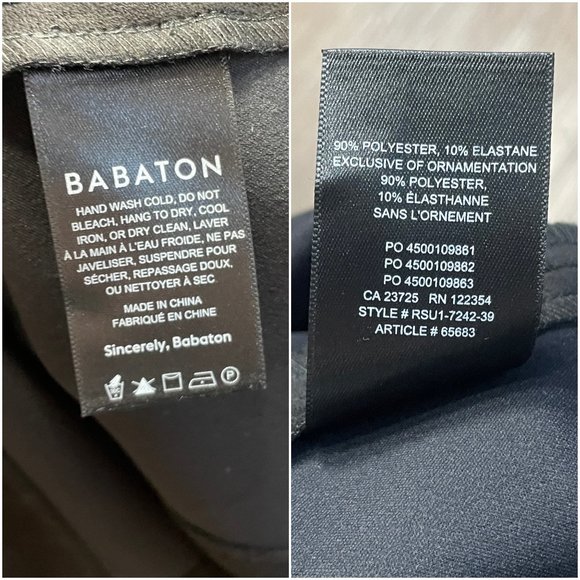 BABATON
HAND WASH COLD, DO NOT
BLEACH, HANG TO DRY, COOL
IRON, OR DRY CLEAN, LAVER
À LA MAIN À L'EAU FROIDE, NE PAS
JAVELISER, SUSPENDRE POUR
SÉCHER, REPASSAGE DOUX,
OU NETTOYER À SEC
MADE IN CHINA
FABRIQUÉ EN CHINE
Sincerely, Babaton
P
90% POLYESTER, 10% ELASTANE
EXCLUSIVE OF ORNAMENTATION
90% POLYESTER,
10% ÉLASTHANNE
SANS L'ORNEMENT
PO 4500109861
PO 4500109862
PO 4500109863
CA 23725 RN 122354
STYLE # RSU1-7242-39
ARTICLE # 65683